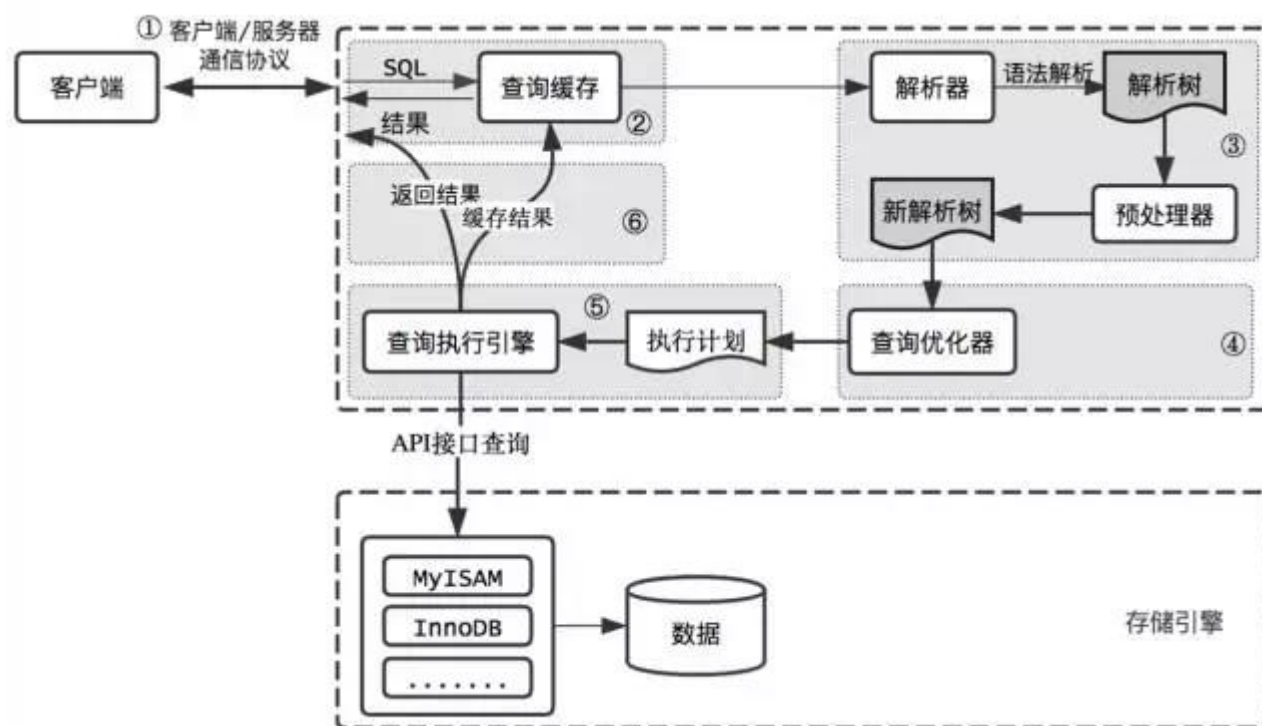 ① 客户端/服务器
通信协议
客户端
SQL
查询缓存
结果
②
解析器
语法解析
解析树
③
返回结果
缓存结果
⑥
新解析树
预处理器
查询执行引擎
⑤
执行计划
查询优化器
④
API接口查询
MyISAM
InnoDB
.......
数据
存储引擎